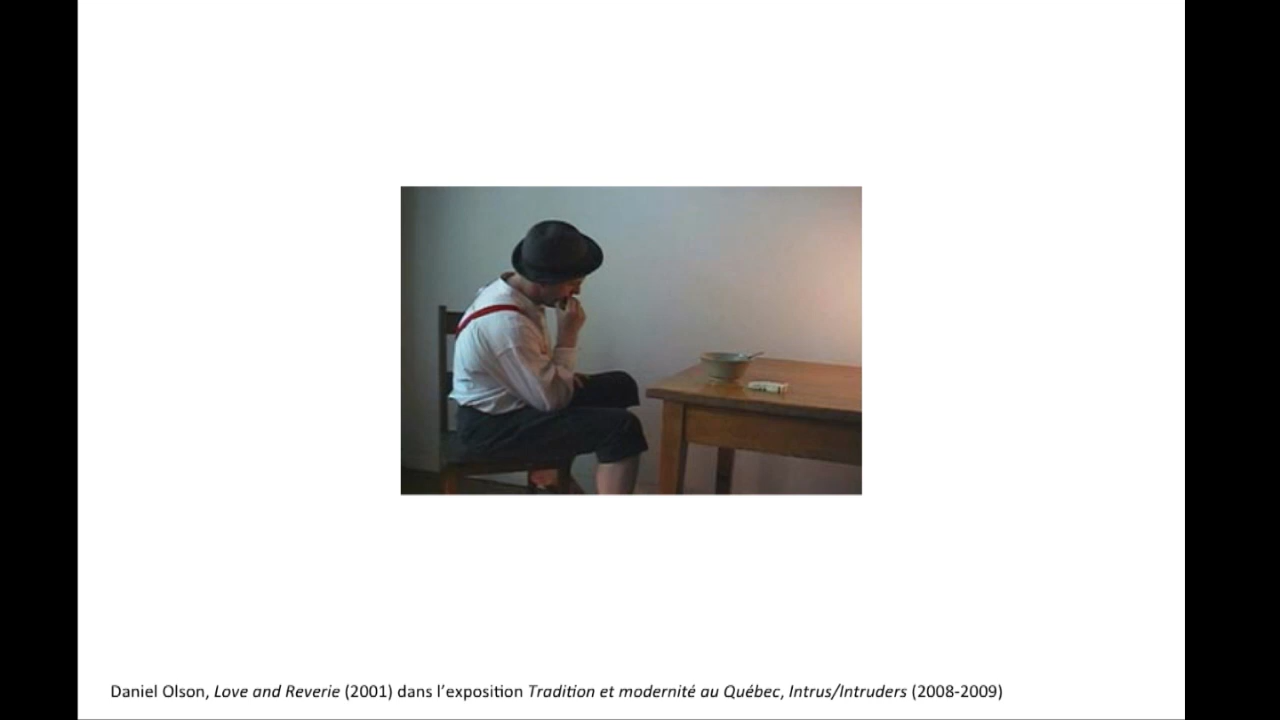 Daniel Olson, Love and Reverie (2001) dans l’exposition Tradition et modernité au Québec, Intrus/Intruders (2008-2009)